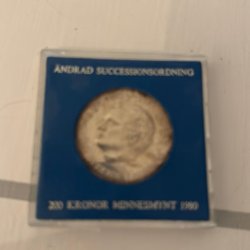 ÄNDRAD SUCCESSIONSORDNING
200 KRONOR MINNESMYNT 1980